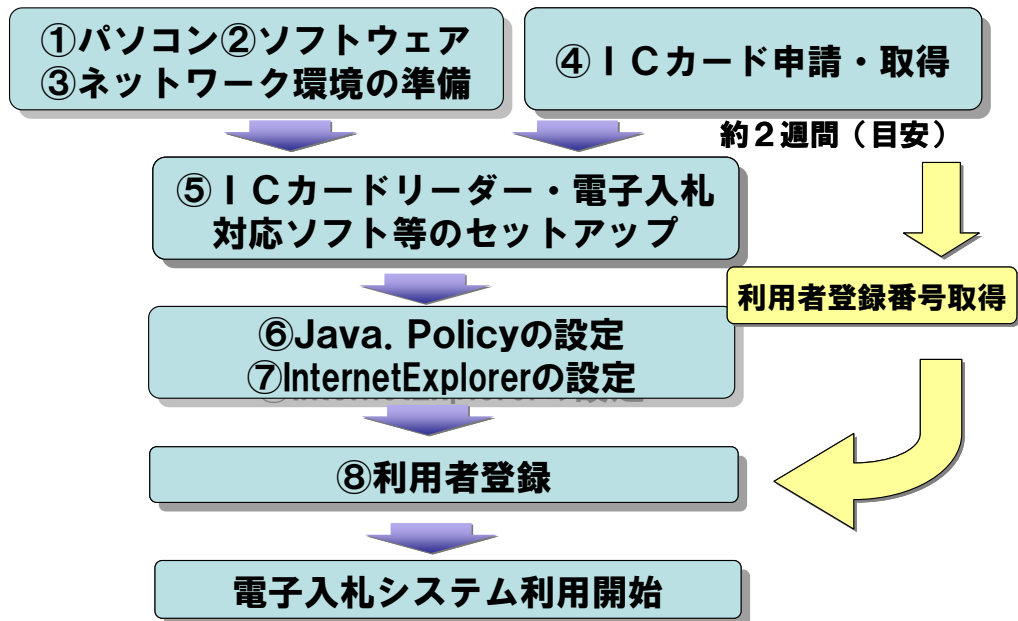 ①パソコン②ソフトウェア
③ネットワーク環境の準備
④ＩＣカード申請・取得
約２週間（目安）
⑤ＩＣカードリーダー・電子入札
対応ソフト等のセットアップ
利用者登録番号取得
⑥Java．Policyの設定
⑦InternetExplorerの設定
⑧利用者登録
電子入札システム利用開始